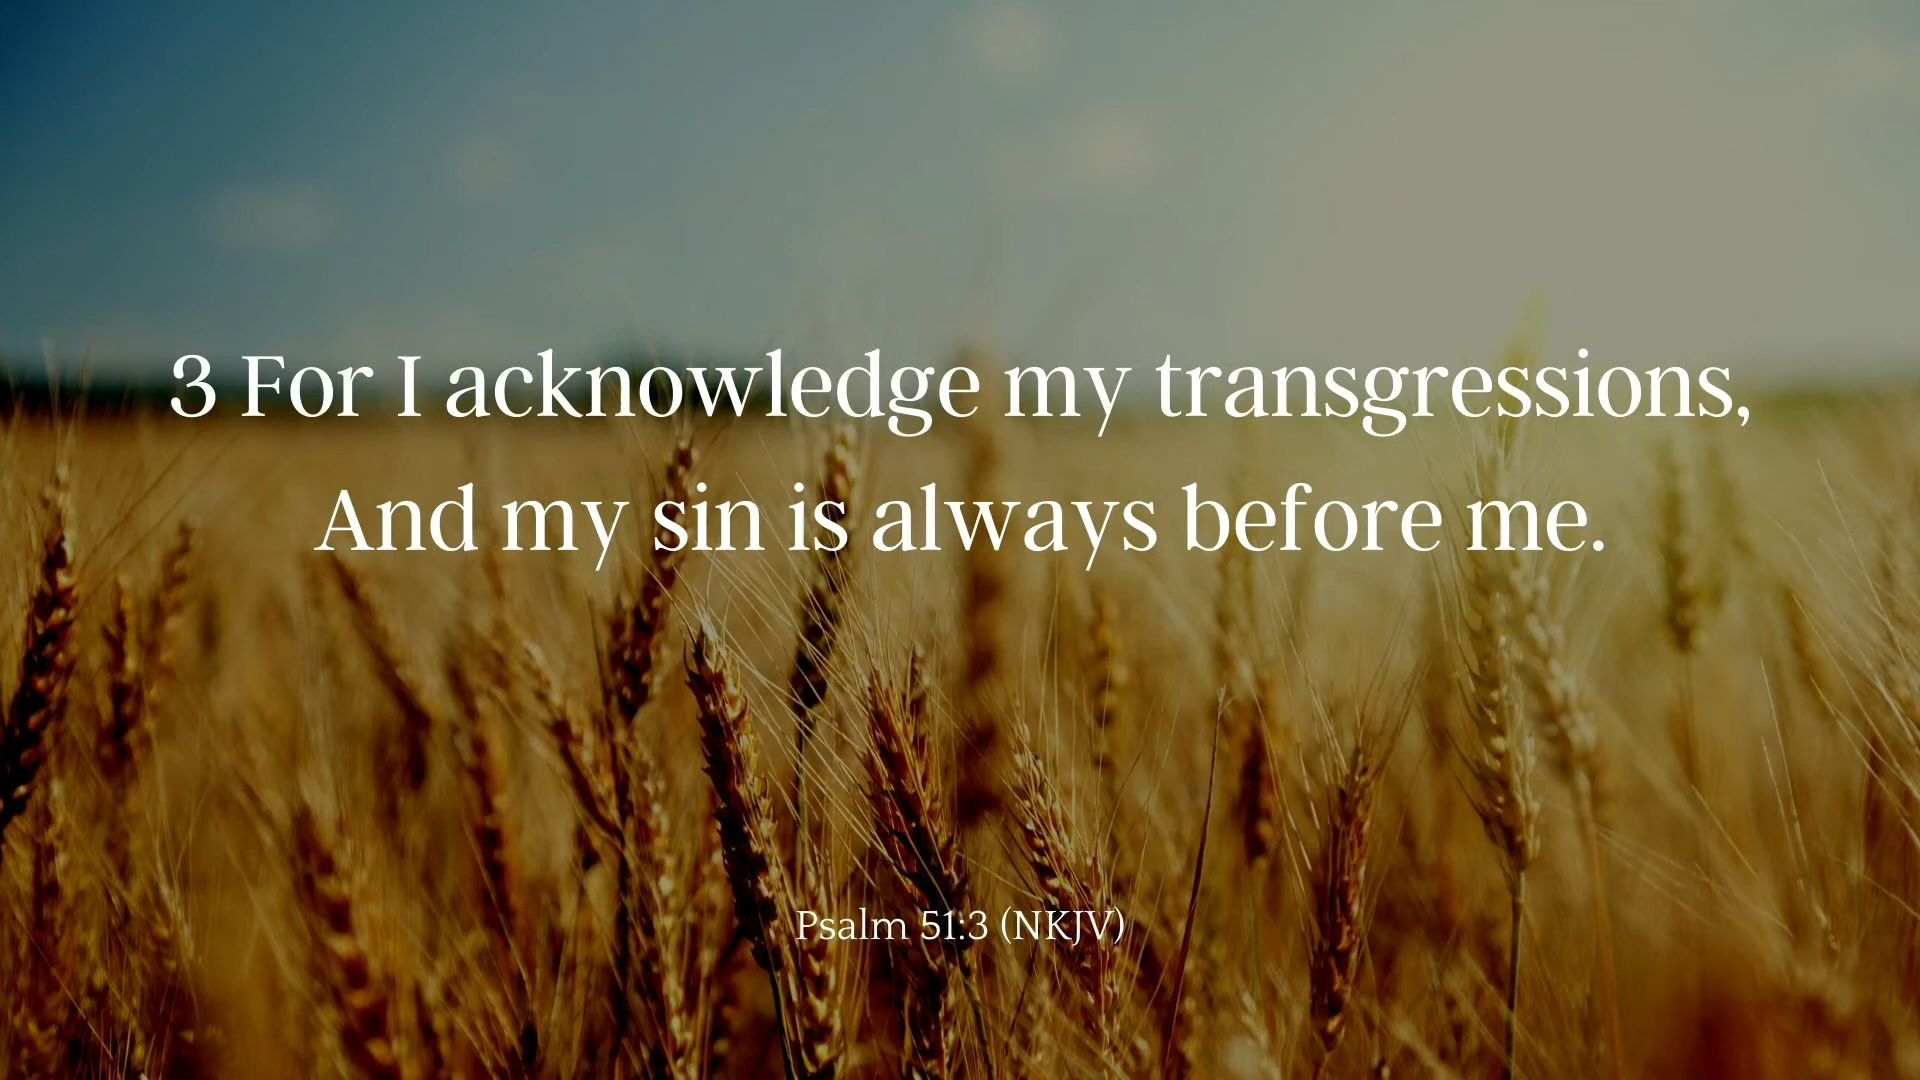 3 For I acknowledge my transgressions,
And my sin is always before me.
Psalm 51:3 (NKJV)